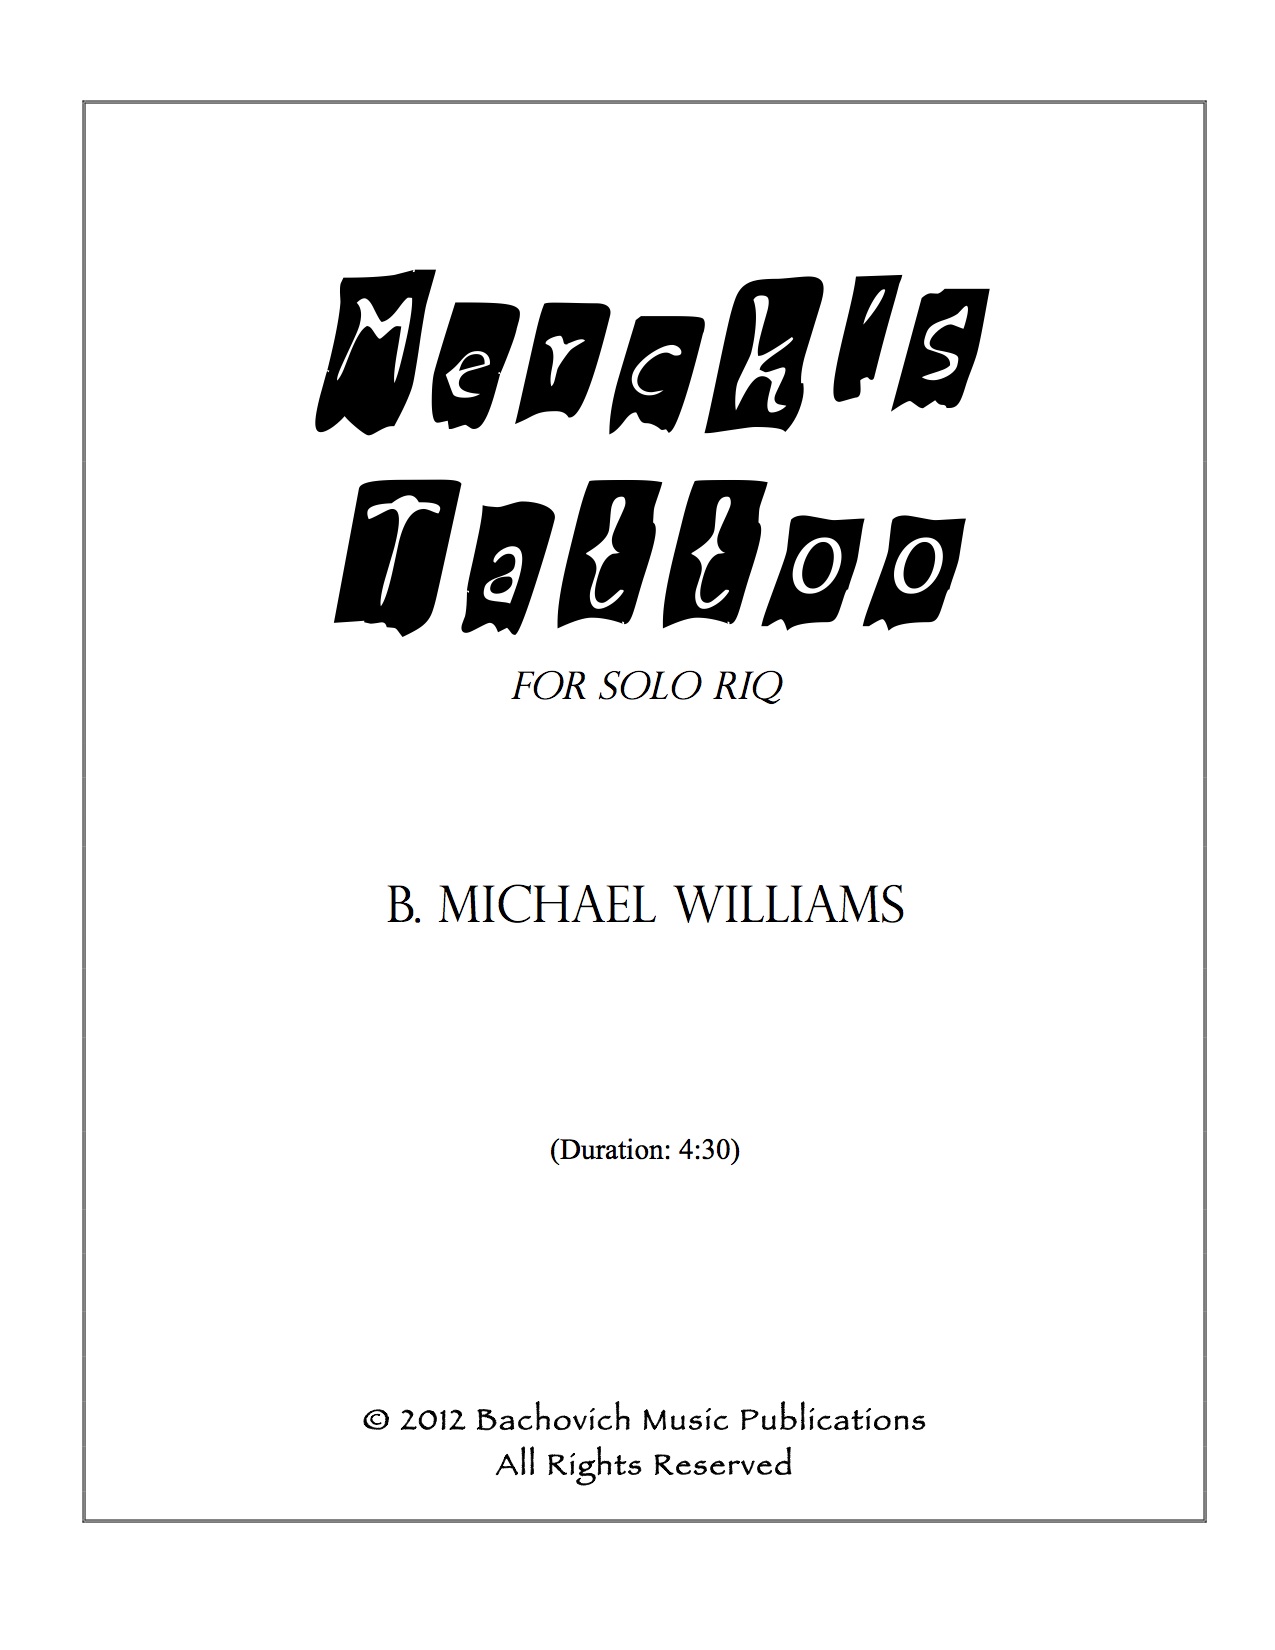 Merck's
Tattoo
FOR SOLO RIQ
B. MICHAEL WILLIAMS
(Duration: 4:30)
© 2012 Bachovich Music Publications
All Rights Reserved